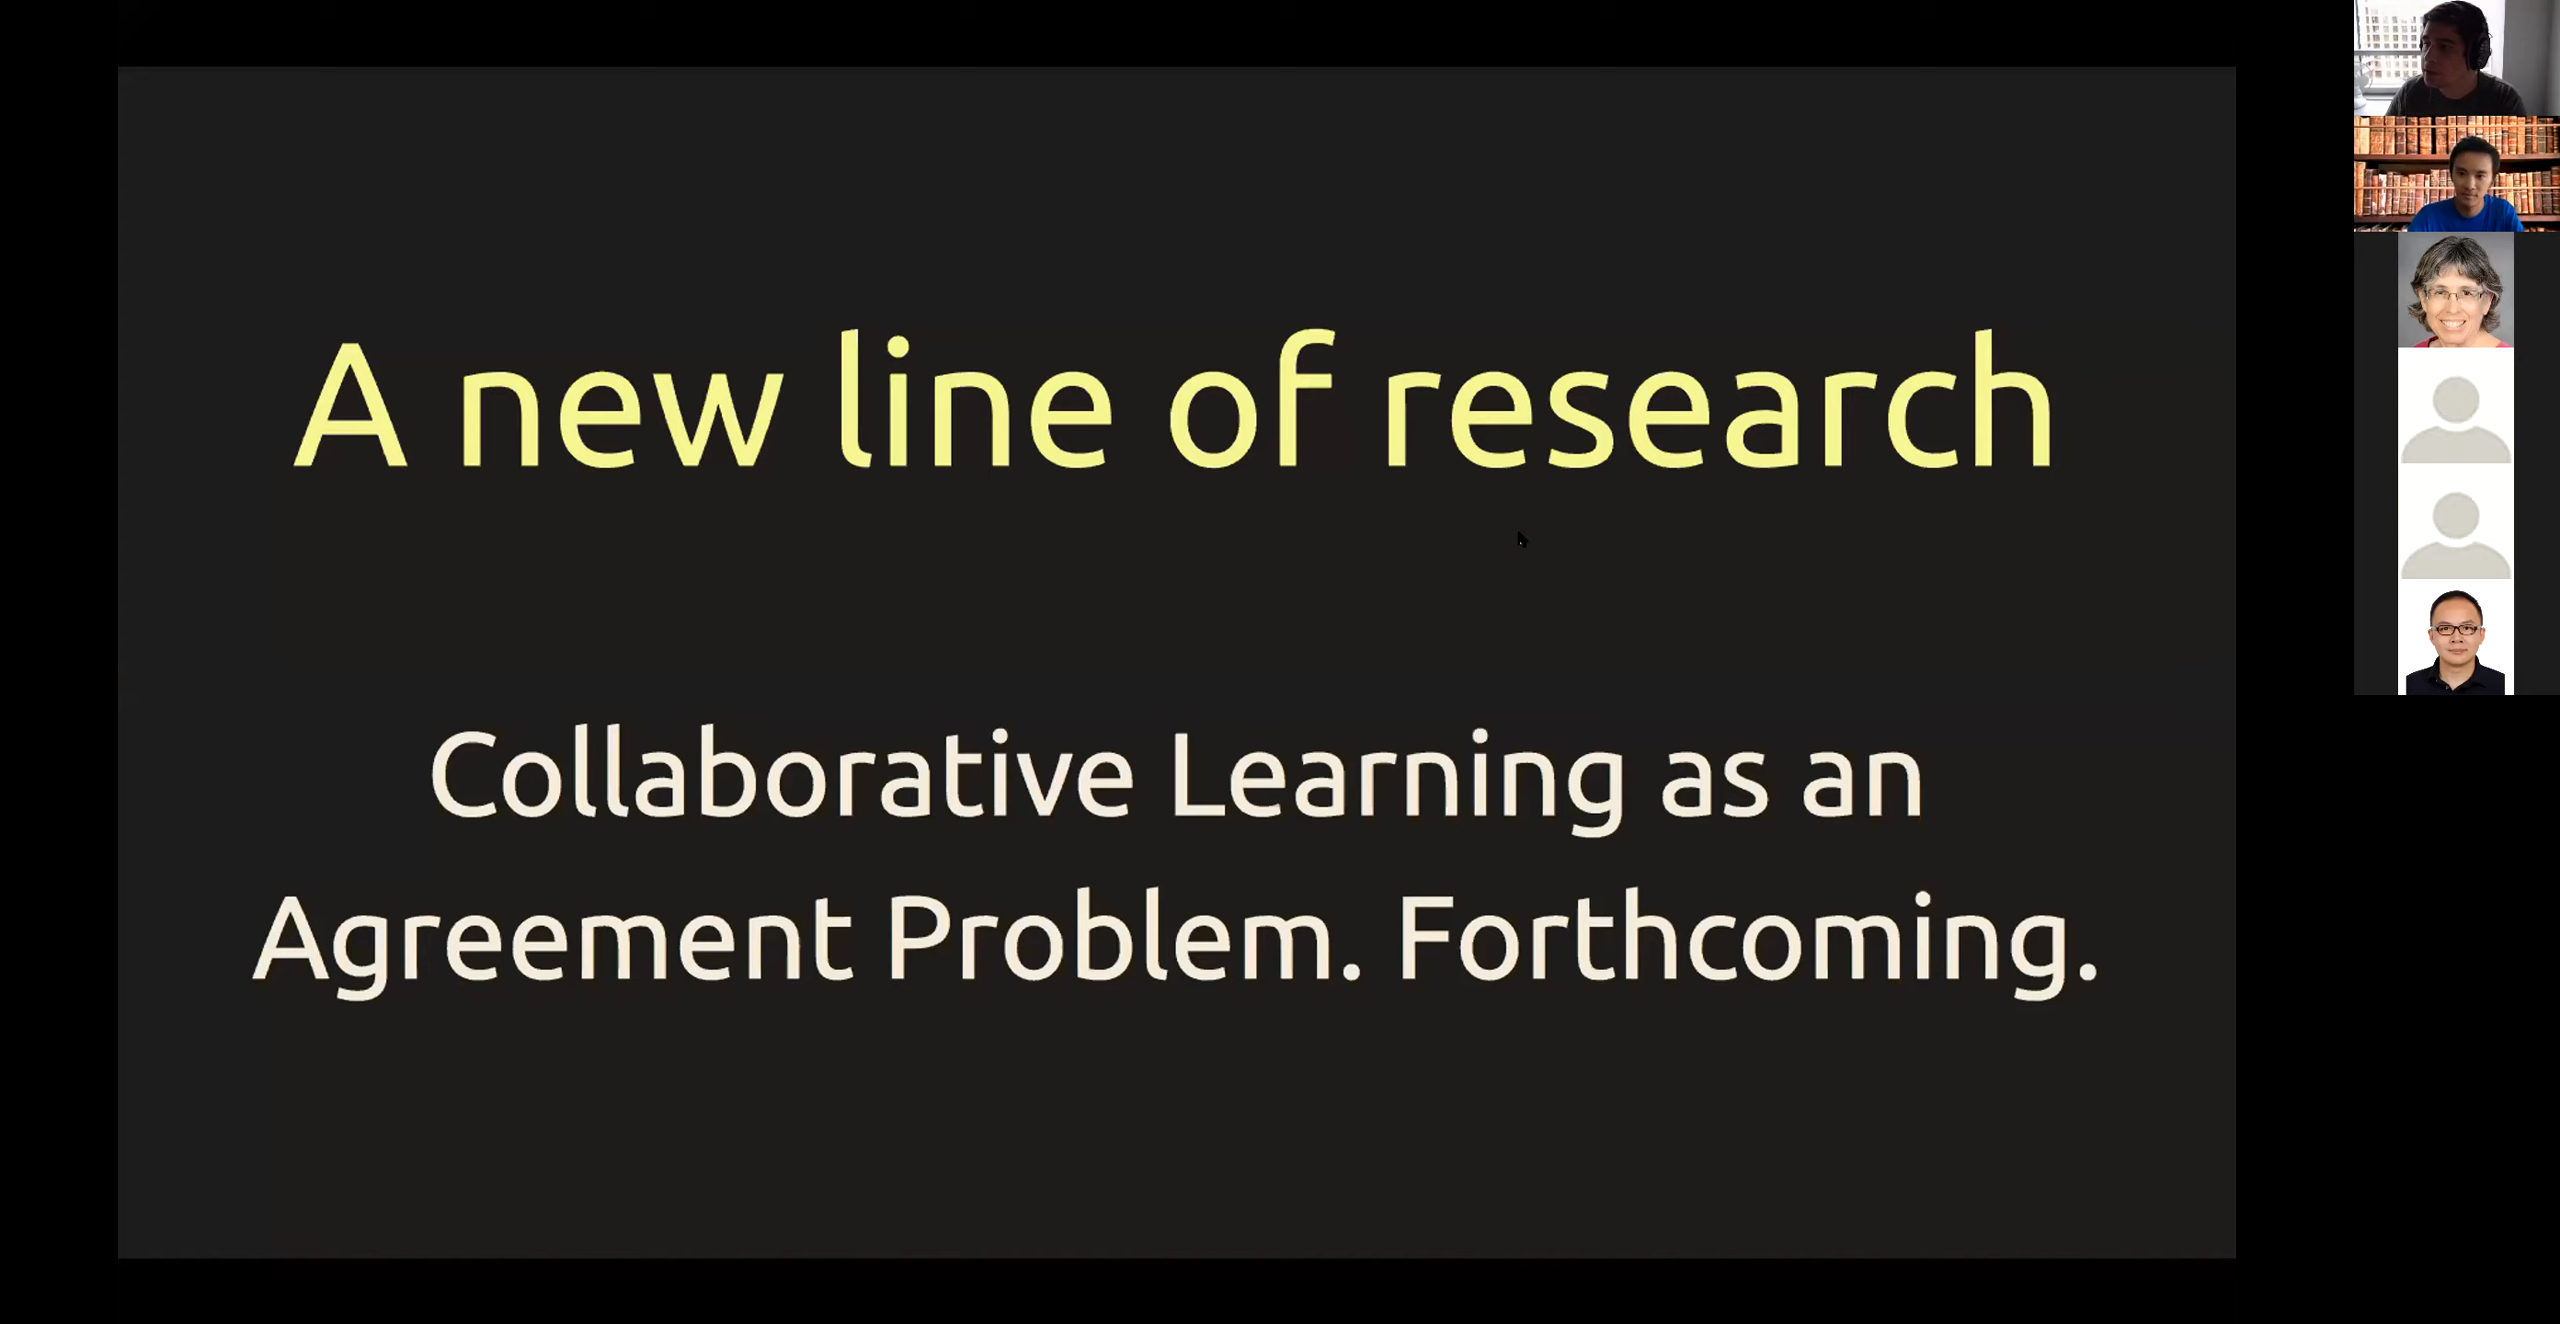 A new line of research
Collaborative Learning as an
Agreement Problem. Forthcoming.